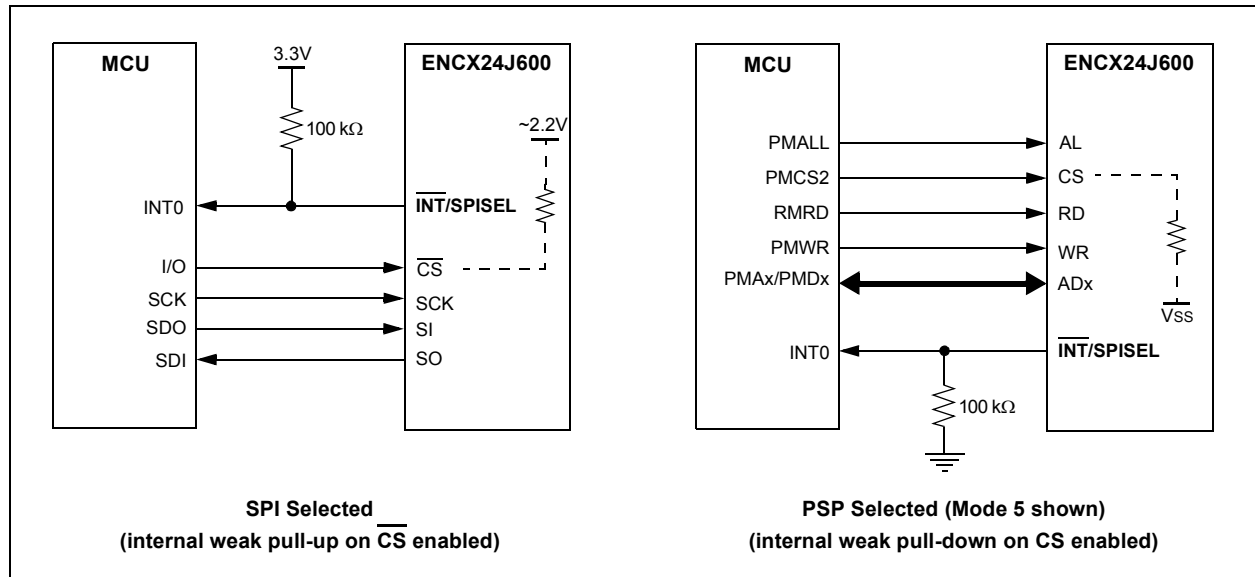 MCU
3.3V
ENCX24J600
100 kΩ
~2.2V
INT0
INT/SPISEL
I/O
CS
SCK
SCK
SDO
SI
SDI
SO
SPI Selected
(internal weak pull-up on CS enabled)
MCU
ENCX24J600
PMALL
AL
PMCS2
CS
RMRD
RD
PMWR
WR
PMAx/PMDx
ADx
VSS
INT0
INT/SPISEL
100 kΩ
PSP Selected (Mode 5 shown)
(internal weak pull-down on CS enabled)